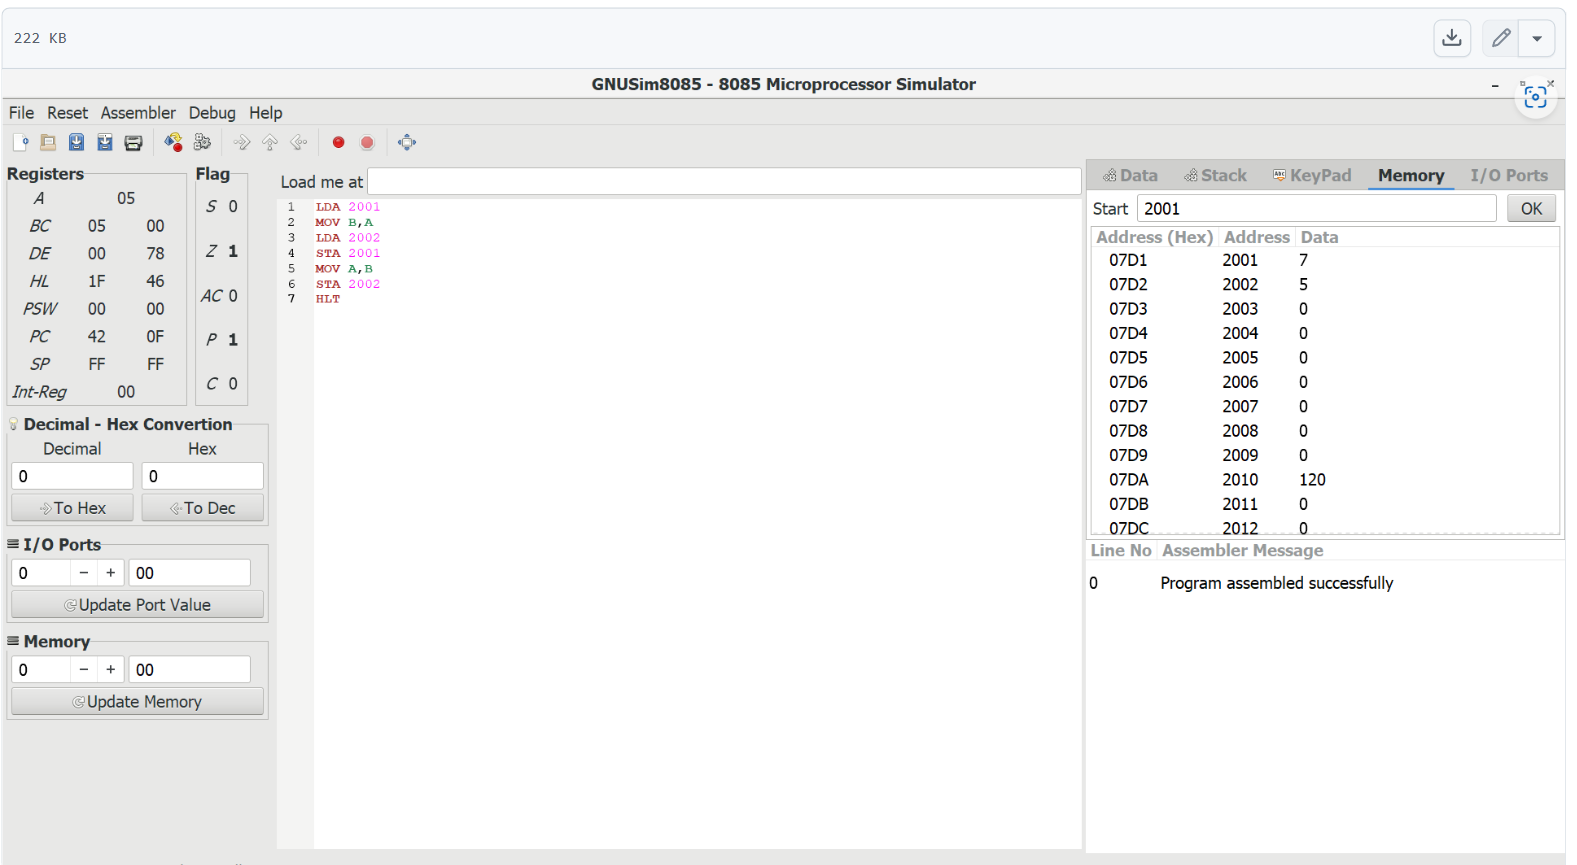 222 KB
GNUSim8085 - 8085 Microprocessor Simulator
File Reset Assembler Debug Help
Registers
A 05
BC 05 00
DE 00 78
HL 1F 46
PSW 00 00
PC 42 0F
SP FF FF
Int-Reg 00
Flag
S 0
Z 1
AC 0
P 1
C 0
Decimal - Hex Convertion
Decimal Hex
0 0
To Hex To Dec
I/O Ports
0 - + 00
Update Port Value
Memory
0 - + 00
Update Memory
Load me at
1 LDA 2001
2 MOV B,A
3 LDA 2002
4 STA 2001
5 MOV A,B
6 STA 2002
7 HLT
Data Stack KeyPad Memory I/O Ports
Start 2001 OK
Address (Hex) Address Data
07D1 2001 7
07D2 2002 5
07D3 2003 0
07D4 2004 0
07D5 2005 0
07D6 2006 0
07D7 2007 0
07D8 2008 0
07D9 2009 0
07DA 2010 120
07DB 2011 0
07DC 2012 0
Line No Assembler Message
0 Program assembled successfully